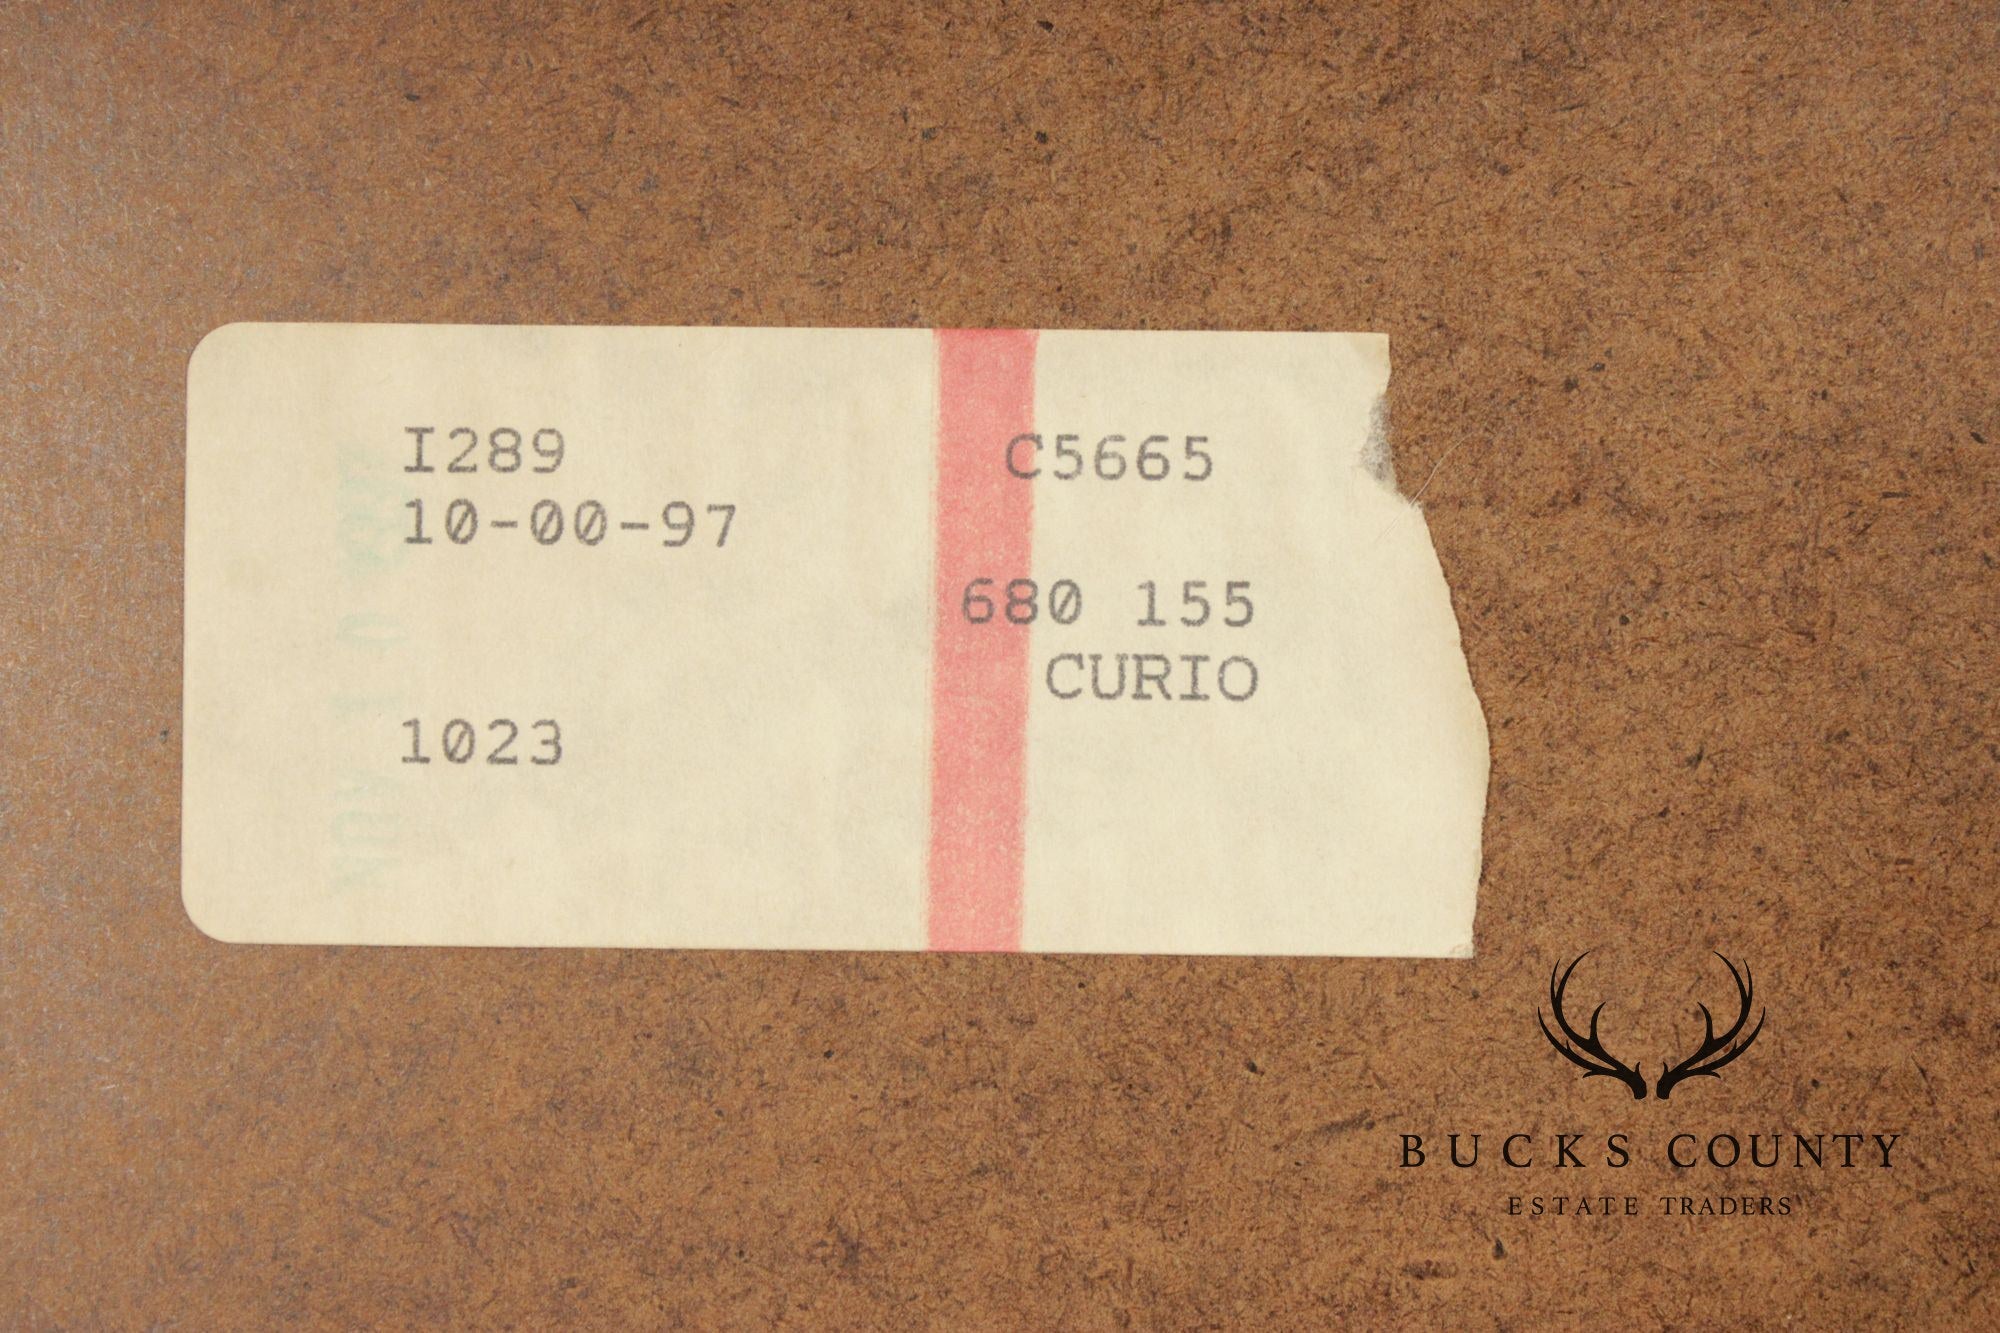 I289 C5665
10-00-97
680 155
CURIO
1023
BUCKS COUNTY
ESTATE TRADERS